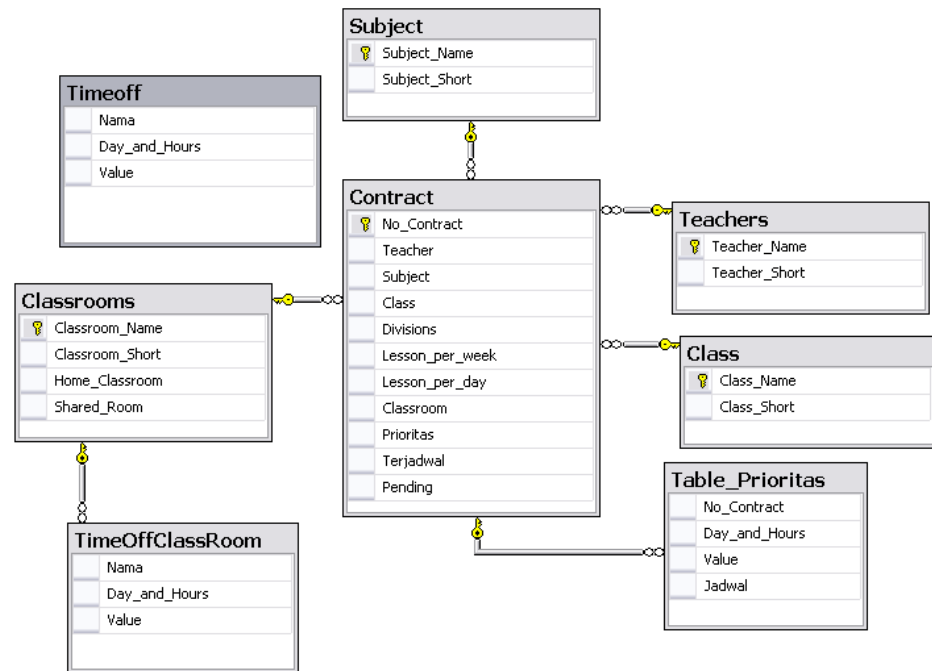 Subject
Subject_Name
Subject_Short
Timeoff
Nama
Day_and_Hours
Value
Contract
No_Contract
Teacher
Subject
Class
Divisions
Lesson_per_week
Lesson_per_day
Classroom
Prioritas
Terjadwal
Pending
Teachers
Teacher_Name
Teacher_Short
Classrooms
Classroom_Name
Classroom_Short
Home_Classroom
Shared_Room
Class
Class_Name
Class_Short
Table_Prioritas
No_Contract
Day_and_Hours
Value
Jadwal
TimeOffClassRoom
Nama
Day_and_Hours
Value